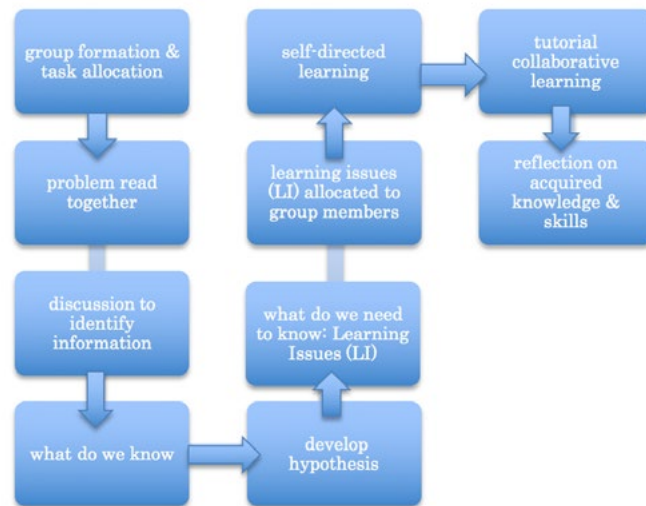 group formation &
task allocation
problem read
together
discussion to
identify
information
what do we know
develop
hypothesis
what do we need
to know: Learning
Issues (LI)
learning issues
(LI) allocated to
group members
self-directed
learning
tutorial
collaborative
learning
reflection on
acquired
knowledge &
skills